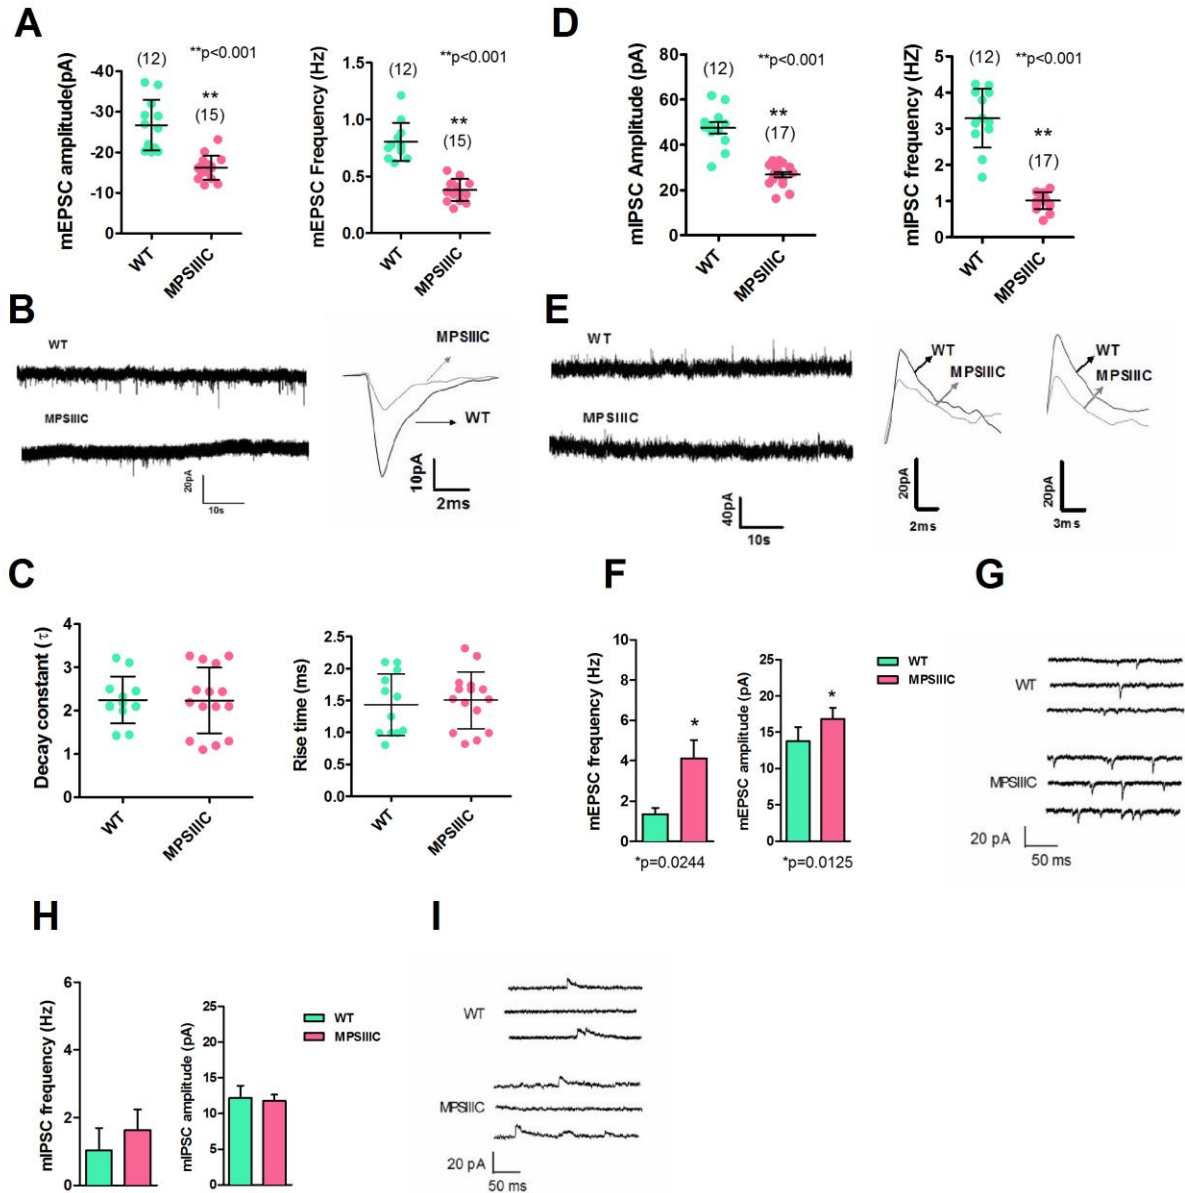 A
**p<0.001
(12)
**
(15)
mEPSC amplitude(pA)
-40
-30
-20
-10
0
WT
MPSIIIC
**p<0.001
(12)
**
(15)
mEPSC Frequency (Hz)
1.5
1.0
0.5
0.0
WT
MPSIIIC
D
**p<0.001
(12)
**
(17)
mIPSC Amplitude (pA)
80
60
40
20
0
WT
MPSIIIC
**p<0.001
(12)
**
(17)
mIPSC frequency (HZ)
5
4
3
2
1
0
WT
MPSIIIC
B
WT
MPSIIIC
20pA
10s
MPSIIIC
WT
10pA
2ms
E
WT
MPSIIIC
40pA
10s
WT
MPSIIIC
20pA
2ms
WT
MPSIIIC
20pA
3ms
C
Decay constant (τ)
4
3
2
1
0
WT
MPSIIIC
Rise time (ms)
2.5
2.0
1.5
1.0
0.5
0.0
WT
MPSIIIC
F
mEPSC frequency (Hz)
10
8
6
4
2
0
*
*p=0.0244
mEPSC amplitude (pA)
25
20
15
10
5
0
*
*p=0.0125
WT
MPSIIIC
G
WT
MPSIIIC
20 pA
50 ms
H
mIPSC frequency (Hz)
6
4
2
0
mIPSC amplitude (pA)
25
20
15
10
5
0
WT
MPSIIIC
I
WT
MPSIIIC
20 pA
50 ms